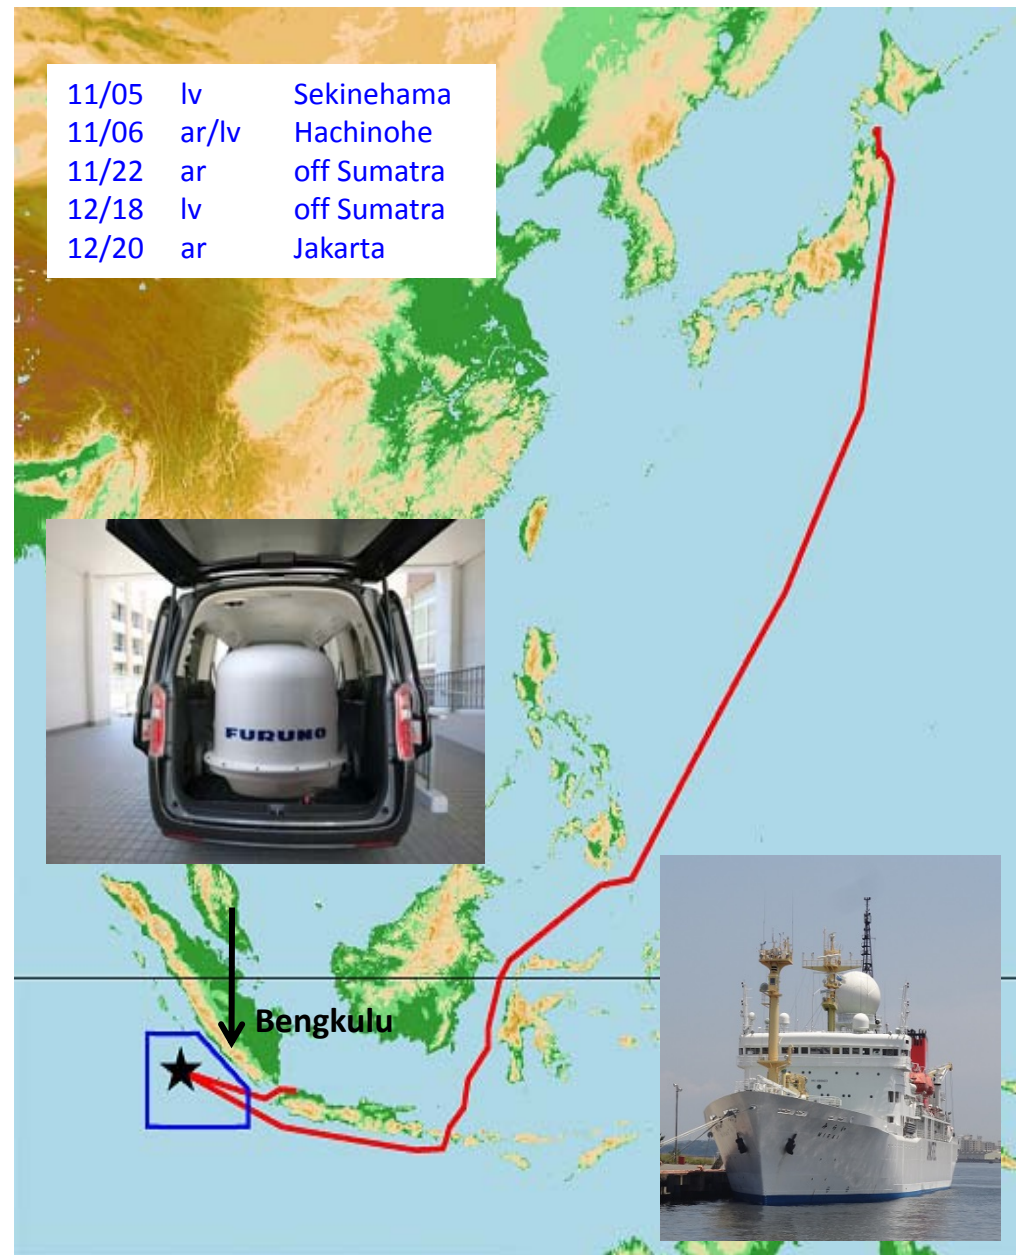 11/05 lv Sekinehama
11/06 ar/lv Hachinohe
11/22 ar off Sumatra
12/18 lv off Sumatra
12/20 ar Jakarta
FURUNO
Bengkulu
MIRAI